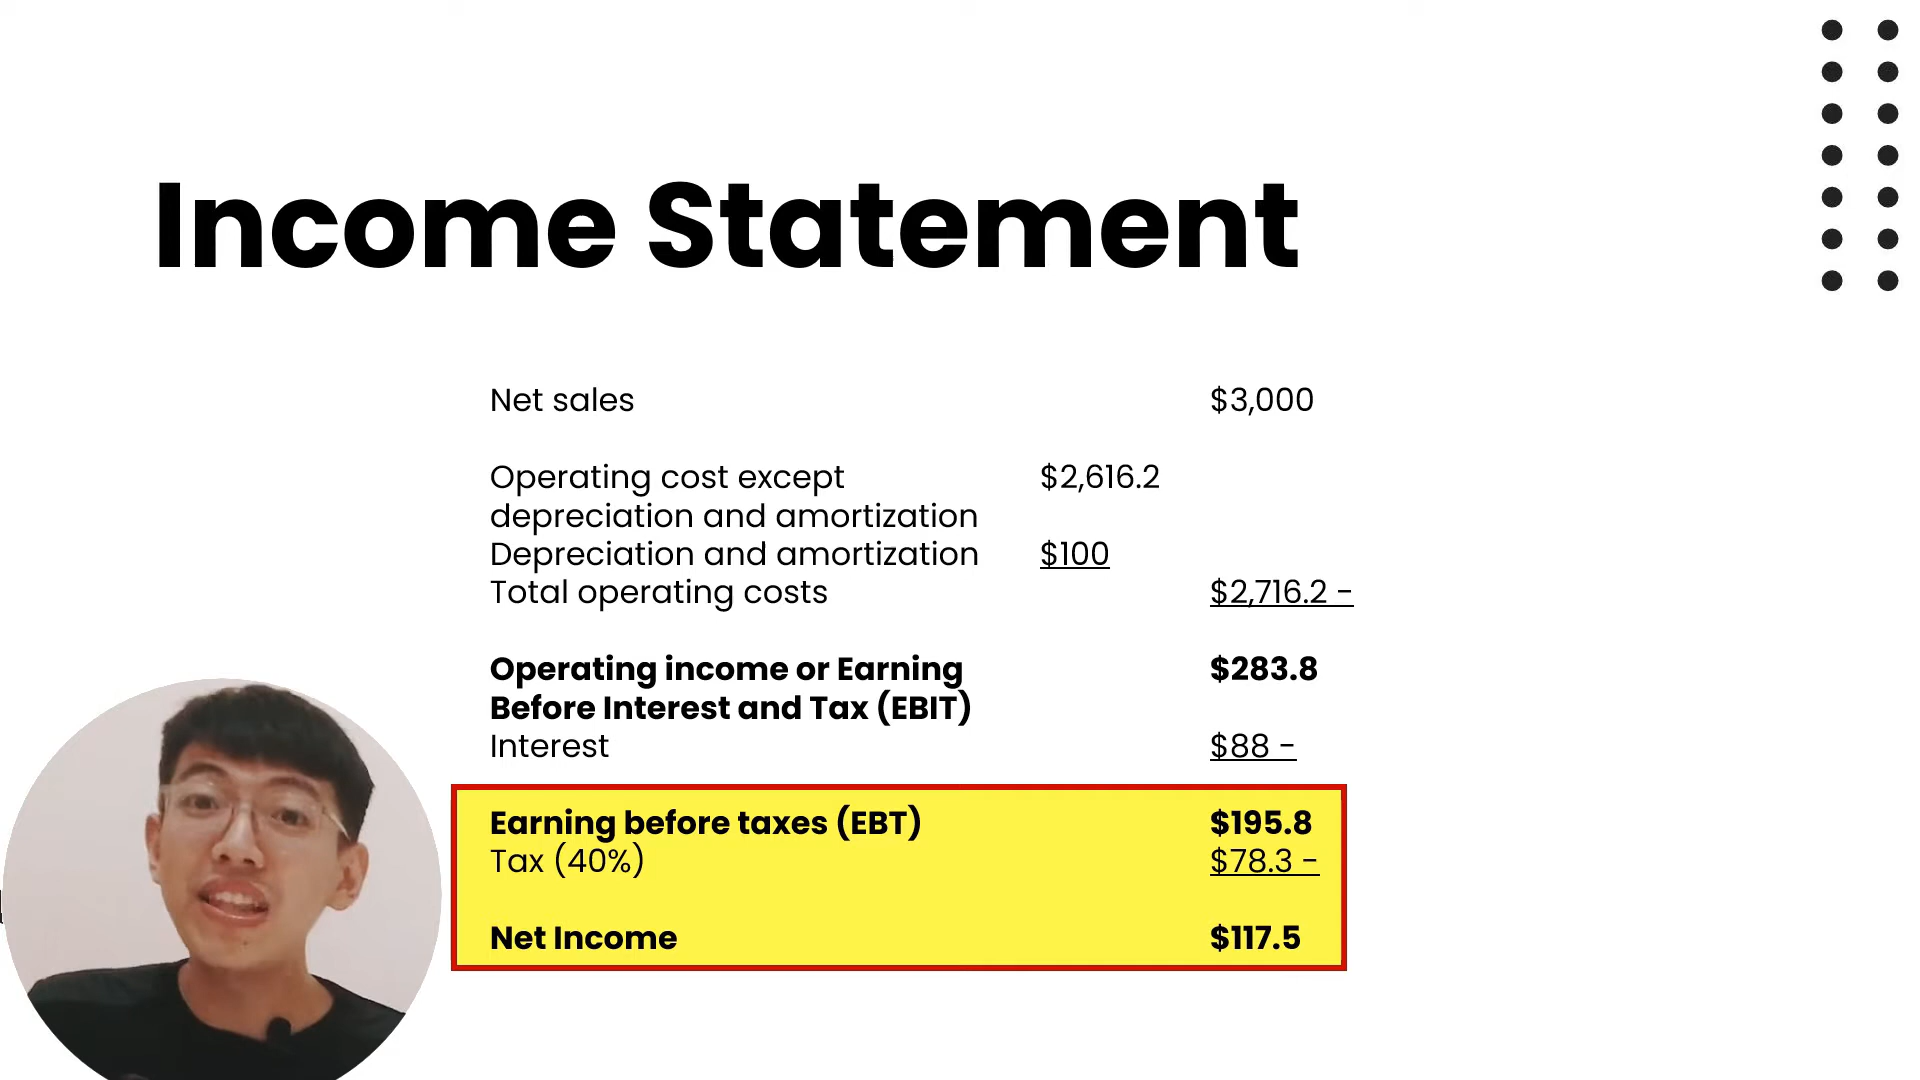 Income Statement
Net sales $3,000
Operating cost except $2,616.2
depreciation and amortization
Depreciation and amortization $100
Total operating costs $2,716.2 -
Operating income or Earning $283.8
Before Interest and Tax (EBIT)
Interest $88 -
Earning before taxes (EBT) $195.8
Tax (40%) $78.3 -
Net Income $117.5